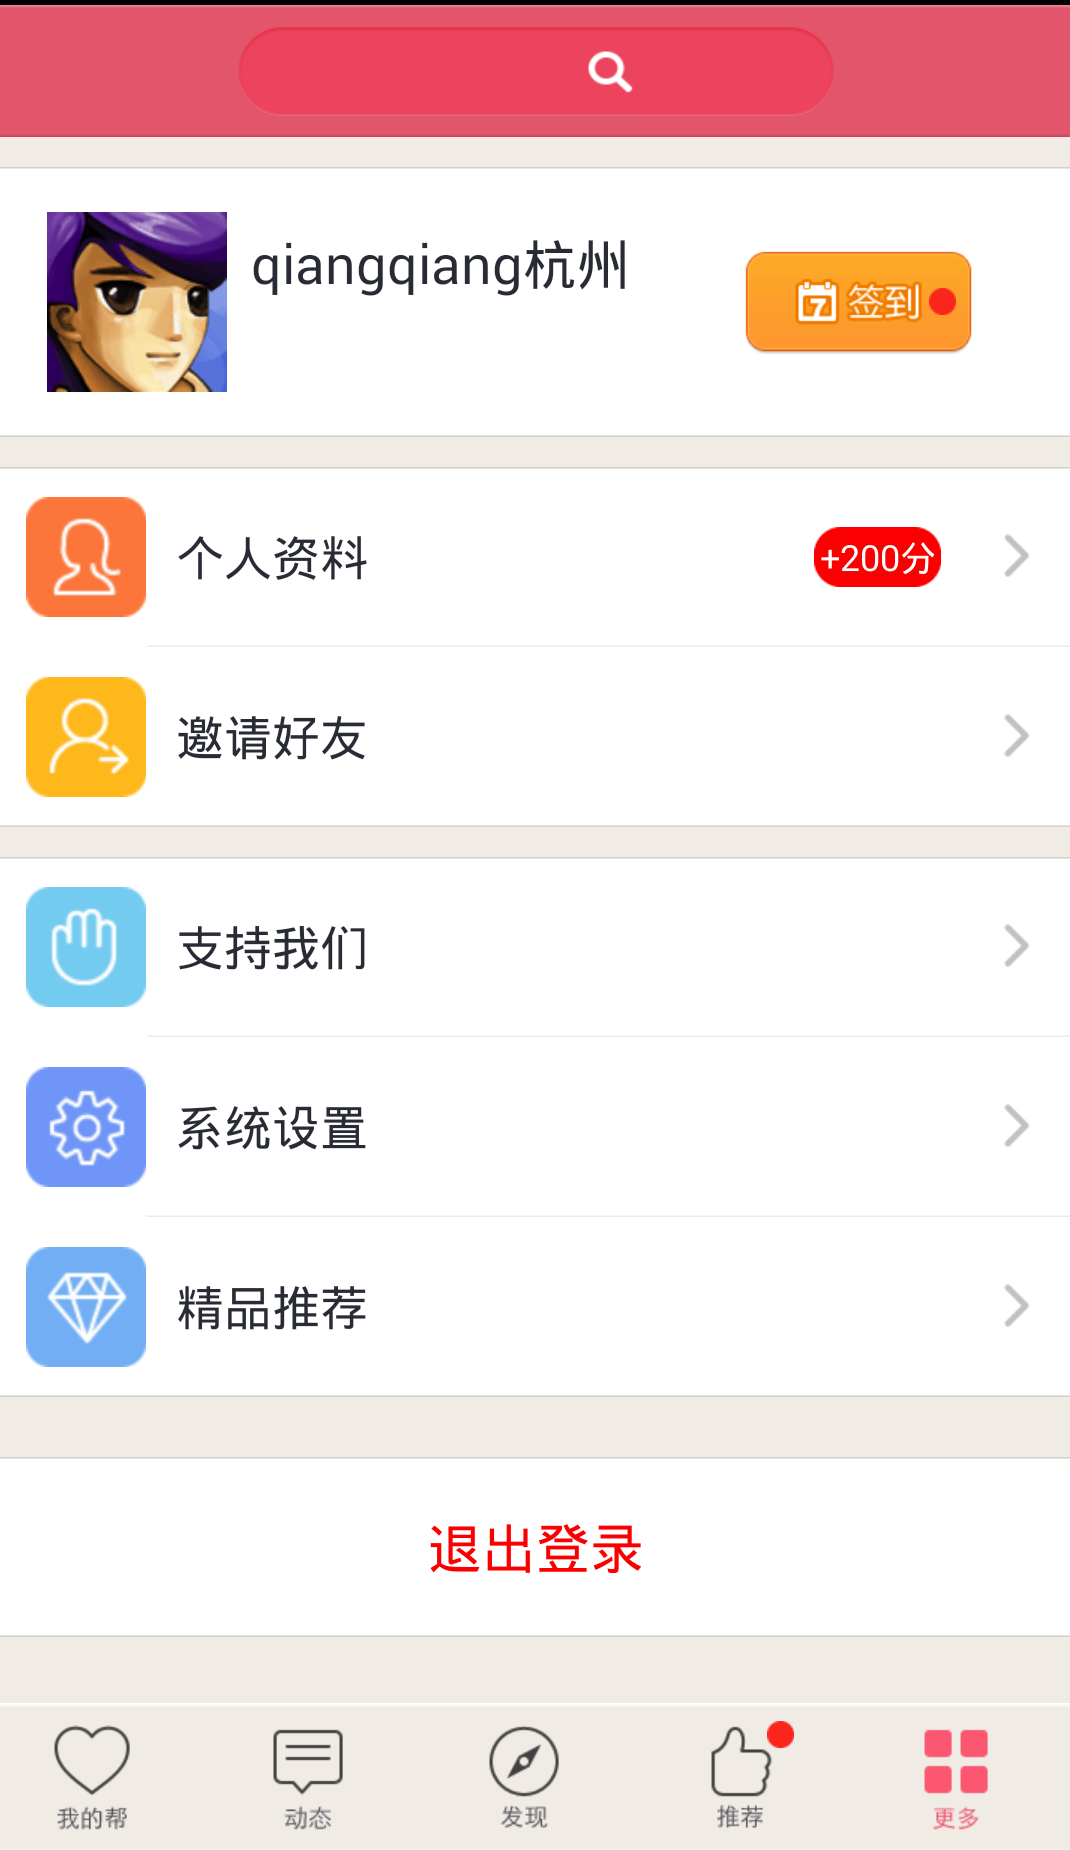 qiangqiang杭州
7 签到
个人资料
+200分
邀请好友
支持我们
系统设置
精品推荐
退出登录
我的帮
动态
发现
推荐
更多